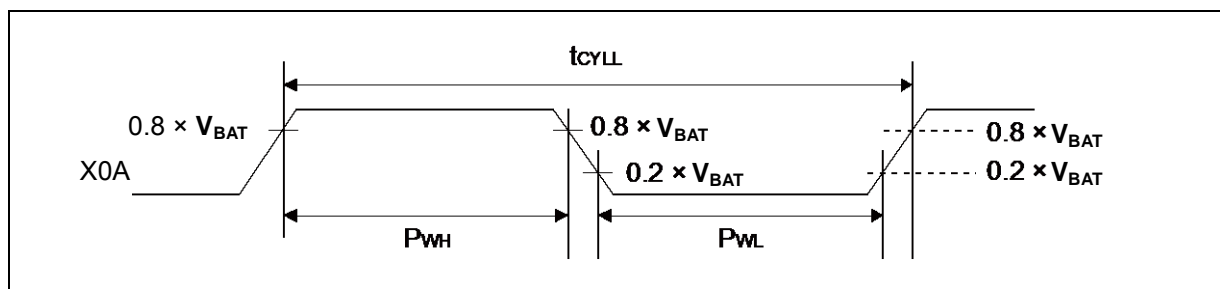 tCYLL
0.8 × VBAT
0.8 × VBAT
0.8 × VBAT
X0A
0.2 × VBAT
0.2 × VBAT
PWH
PWL